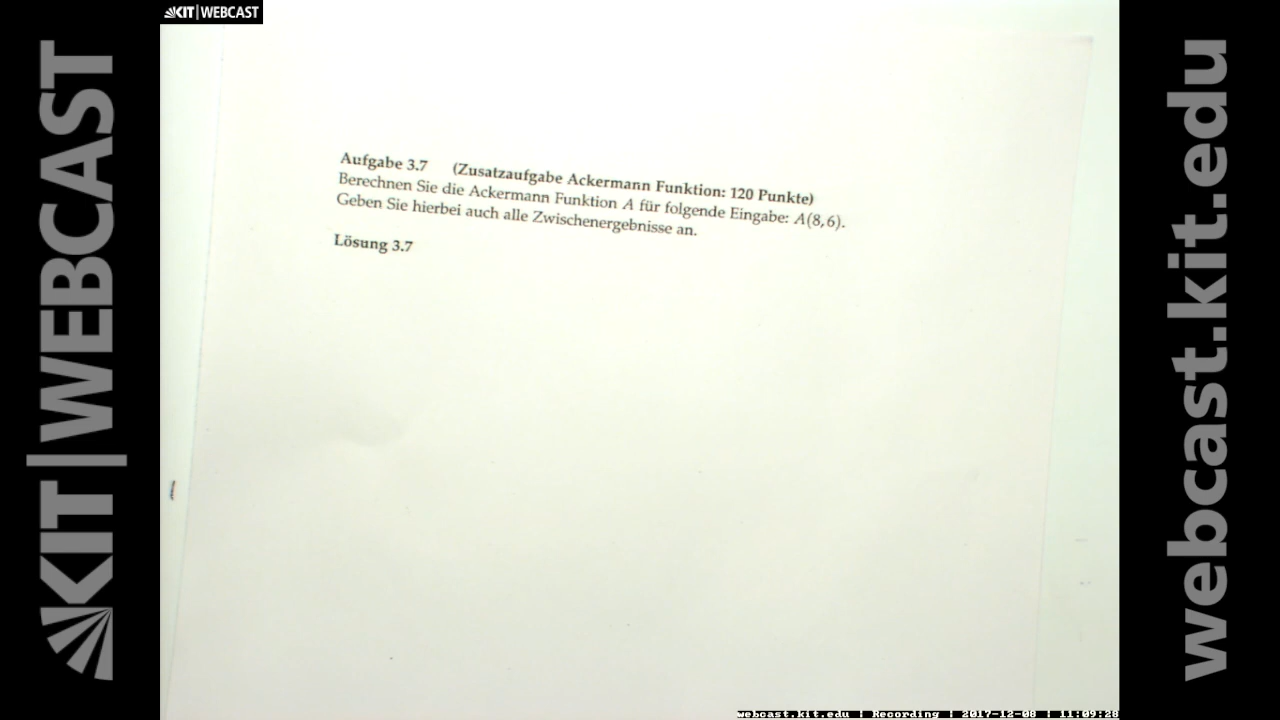 KIT|WEBCAST
KIT|WEBCAST
Aufgabe 3.7 (Zusatzaufgabe Ackermann Funktion: 120 Punkte)
Berechnen Sie die Ackermann Funktion A für folgende Eingabe: A(8,6).
Geben Sie hierbei auch alle Zwischenergebnisse an.
Lösung 3.7
webcast.kit.edu
webcast.kit.edu | Recording | 2017-12-08 | 11:09:28